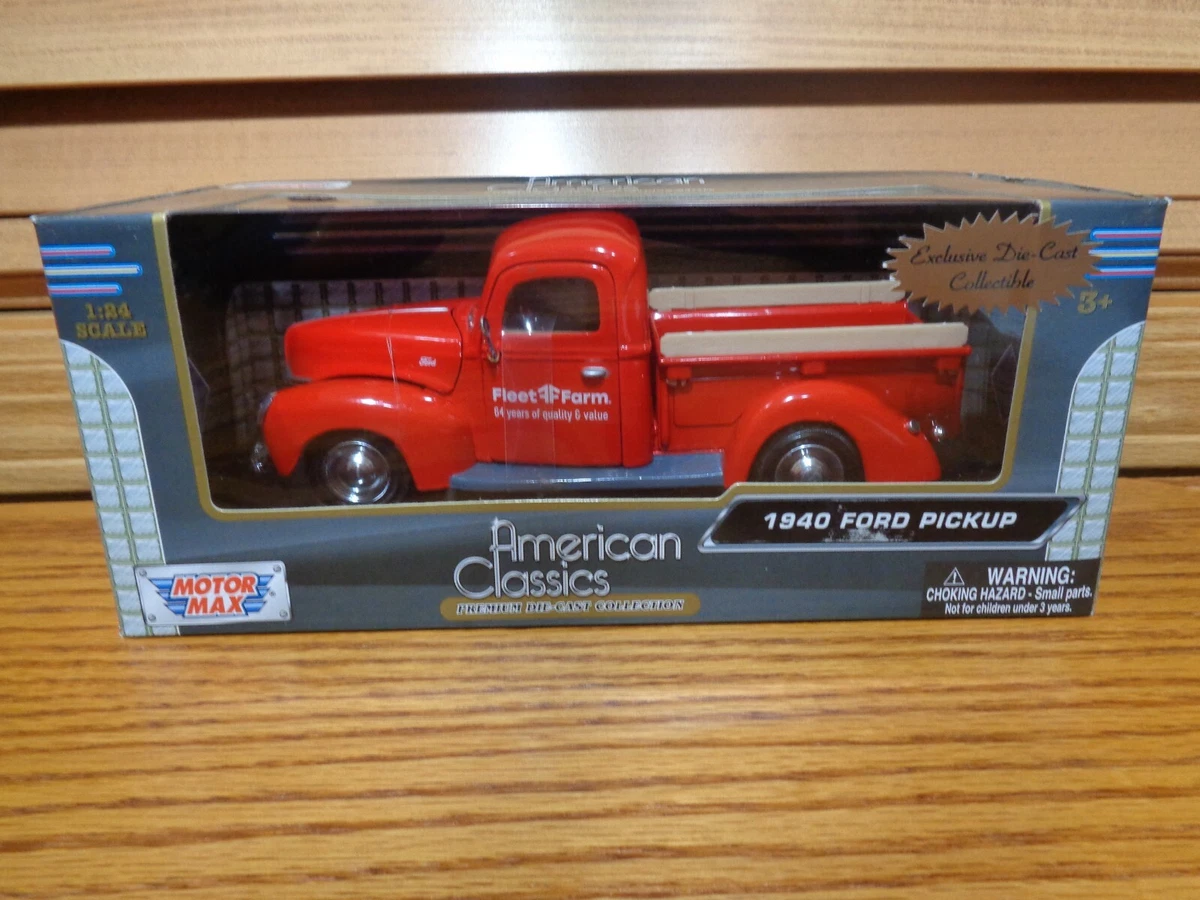 American
Exclusive Die-Cast
Collectible
1:24
SCALE
3+
Ford
Fleet Farm.
64 years of quality & value
1940 FORD PICKUP
American
Classics
PREMIUM DIE-CAST COLLECTION
MOTOR
MAX
WARNING:
CHOKING HAZARD - Small parts.
Not for children under 3 years.